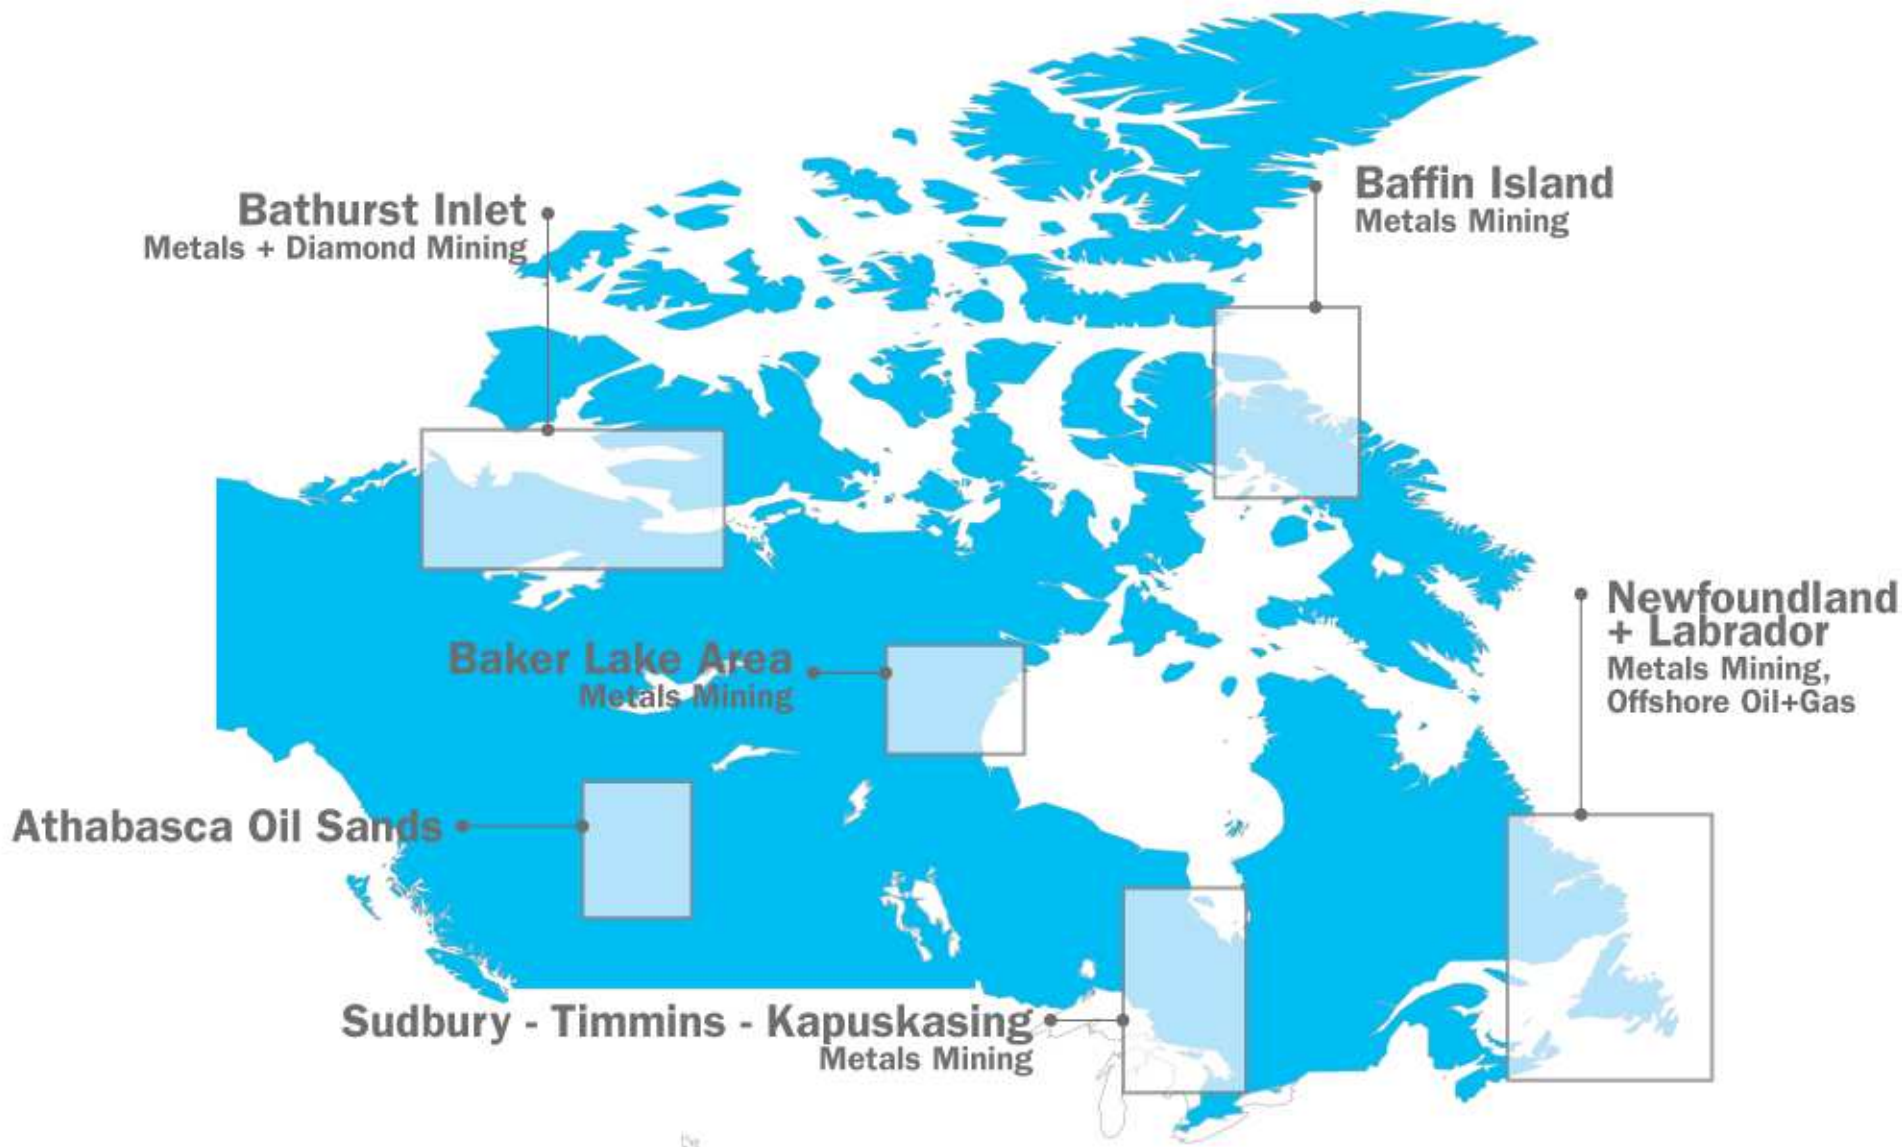 Bathurst Inlet
Metals + Diamond Mining
Baffin Island
Metals Mining
Newfoundland
+ Labrador
Metals Mining,
Offshore Oil+Gas
Baker Lake Area
Metals Mining
Athabasca Oil Sands
Sudbury - Timmins - Kapuskasing
Metals Mining